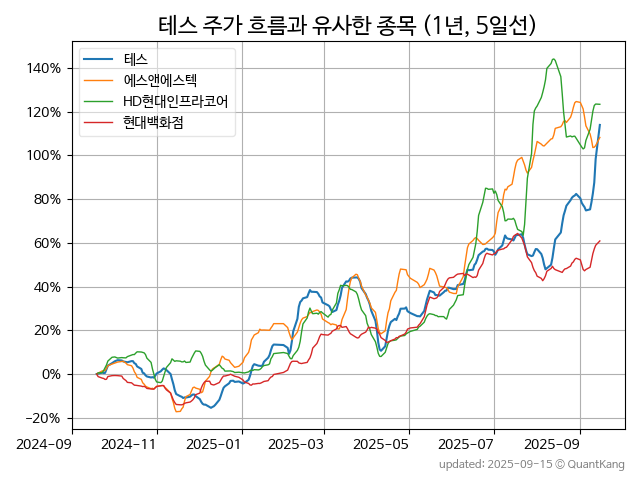 테스 주가 흐름과 유사한 종목 (1년, 5일선)
테스
에스앤에스텍
HD현대인프라코어
현대백화점
140%
120%
100%
80%
60%
40%
20%
0%
−20%
2024-09 2024-11 2025-01 2025-03 2025-05 2025-07 2025-09
updated: 2025-09-15 © QuantKang